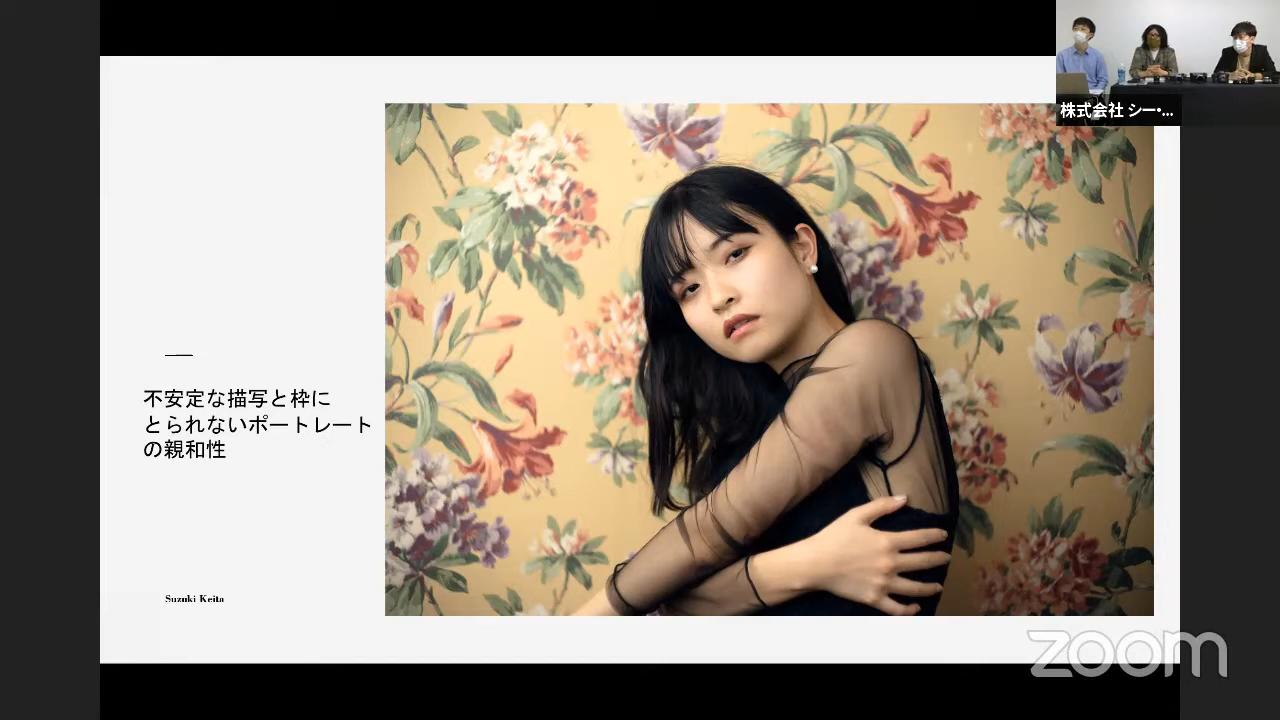 株式会社 シー•...
不安定な描写と枠に
とられないポートレート
の親和性
Suzuki Keita
zoom